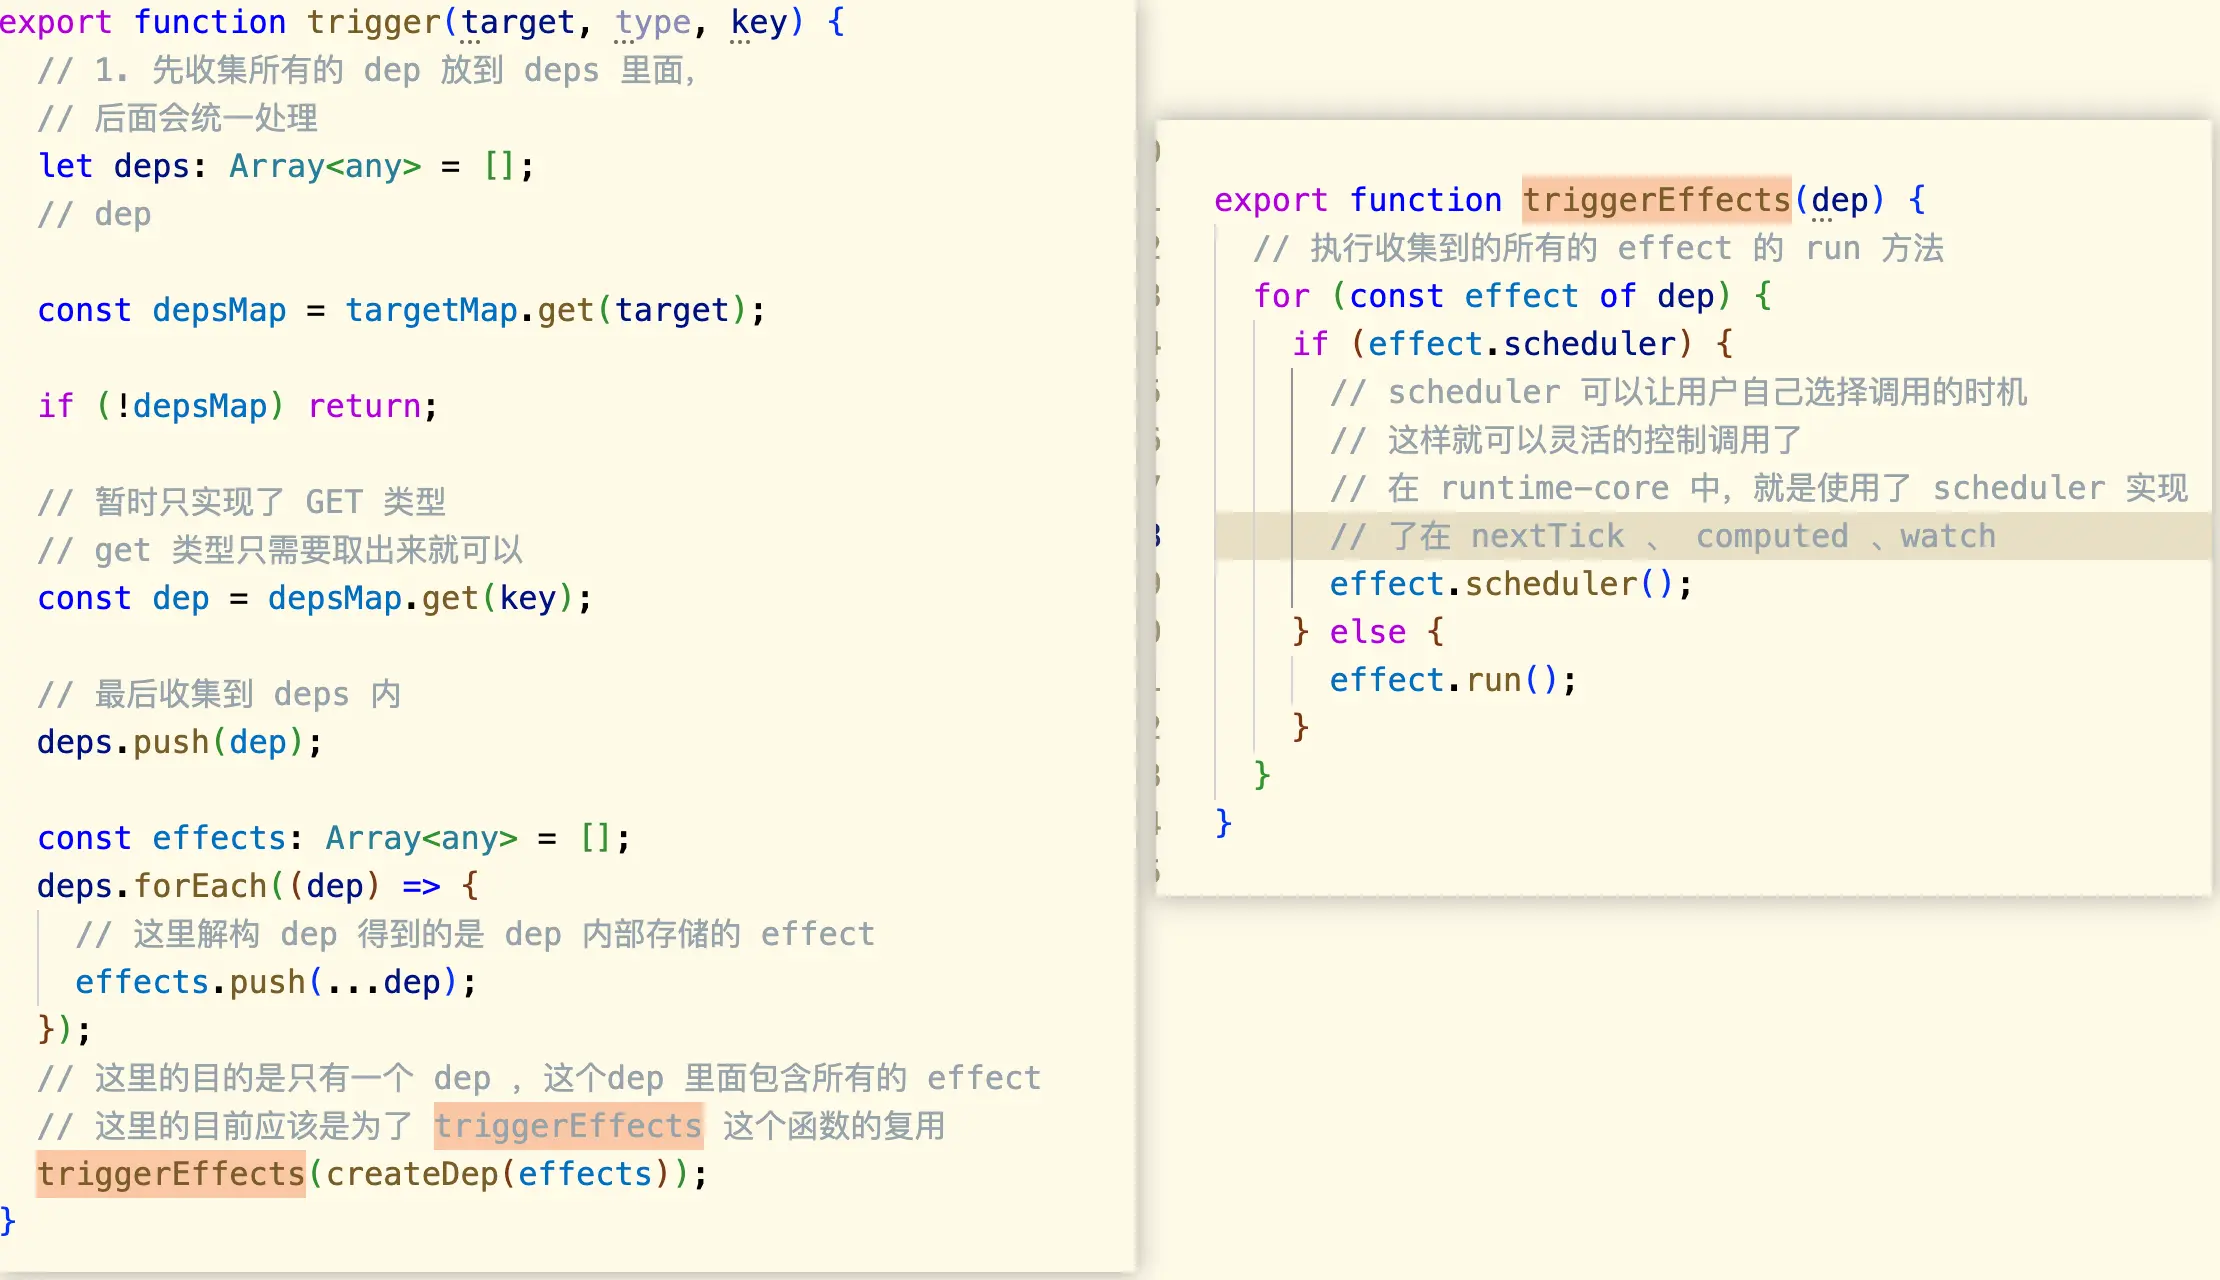 export function trigger(target, type, key) {
  // 1. 先收集所有的 dep 放到 deps 里面，
  // 后面会统一处理
  let deps: Array<any> = [];
  // dep
  const depsMap = targetMap.get(target);
  if (!depsMap) return;
  // 暂时只实现了 GET 类型
  // get 类型只需要取出来就可以
  const dep = depsMap.get(key);
  // 最后收集到 deps 内
  deps.push(dep);
  const effects: Array<any> = [];
  deps.forEach((dep) => {
    // 这里解构 dep 得到的是 dep 内部存储的 effect
    effects.push(...dep);
  });
  // 这里的目的是只有一个 dep ，这个dep 里面包含所有的 effect
  // 这里的目前应该是为了 triggerEffects 这个函数的复用
  triggerEffects(createDep(effects));
}
export function triggerEffects(dep) {
  // 执行收集到的所有的 effect 的 run 方法
  for (const effect of dep) {
    if (effect.scheduler) {
      // scheduler 可以让用户自己选择调用的时机
      // 这样就可以灵活的控制调用了
      // 在 runtime-core 中，就是使用了 scheduler 实现
      // 了在 nextTick 、 computed 、watch
      effect.scheduler();
    } else {
      effect.run();
    }
  }
}